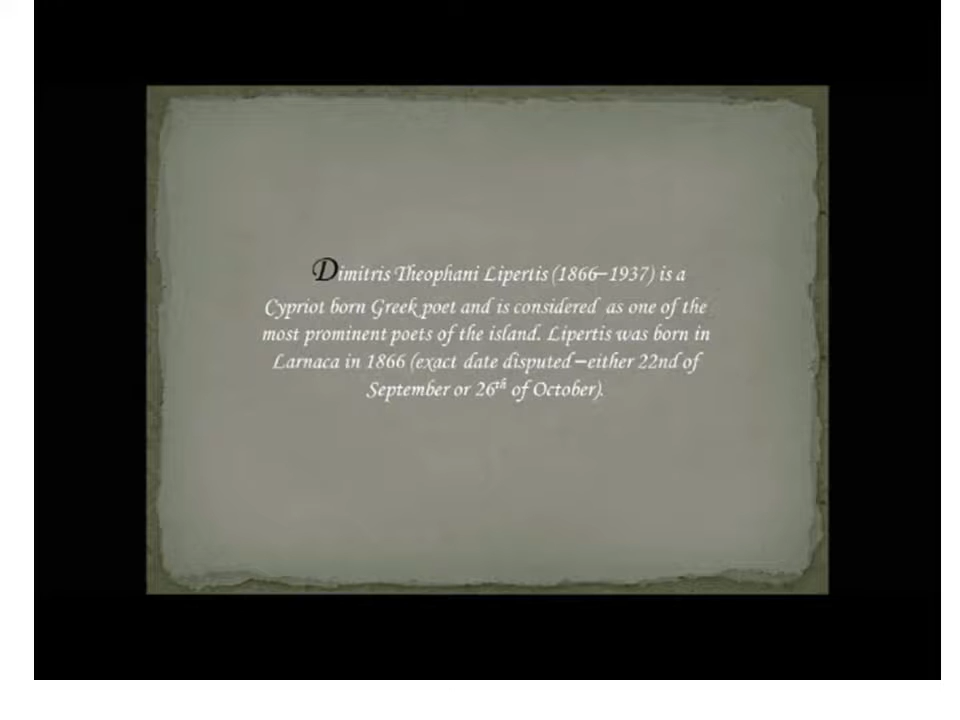 Dimitris Theophani Lipertis (1866–1937) is a
Cypriot born Greek poet and is considered as one of the
most prominent poets of the island. Lipertis was born in
Larnaca in 1866 (exact date disputed–either 22nd of
September or 26th of October).